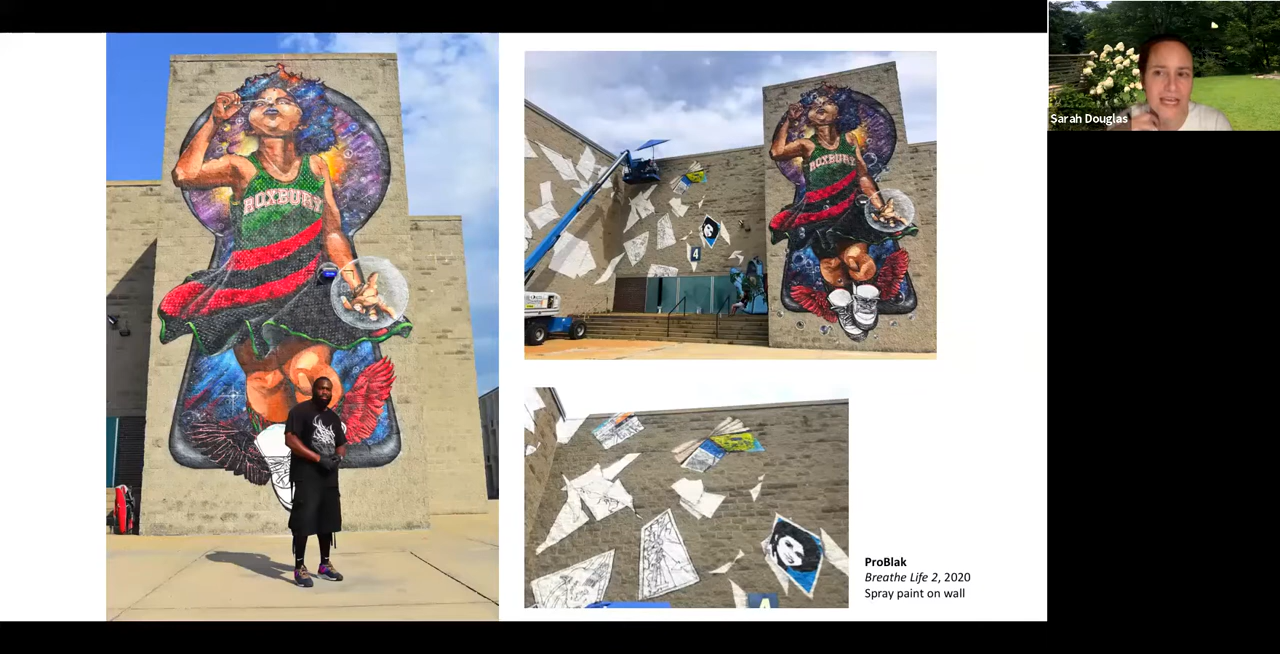 ROXBURY
ROXBURY
4
ProBlak
Breathe Life 2, 2020
Spray paint on wall
Sarah Douglas